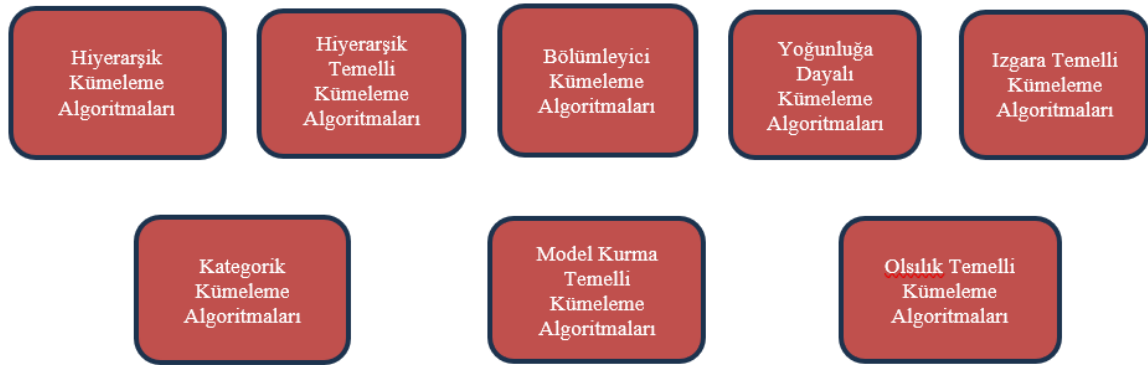 Hiyerarşik
Kümeleme
Algoritmaları
Hiyerarşik
Temelli
Kümeleme
Algoritmaları
Bölümleyici
Kümeleme
Algoritmaları
Yoğunluğa
Dayalı
Kümeleme
Algoritmaları
Izgara Temelli
Kümeleme
Algoritmaları
Kategorik
Kümeleme
Algoritmaları
Model Kurma
Temelli
Kümeleme
Algoritmaları
Olsılık Temelli
Kümeleme
Algoritmaları